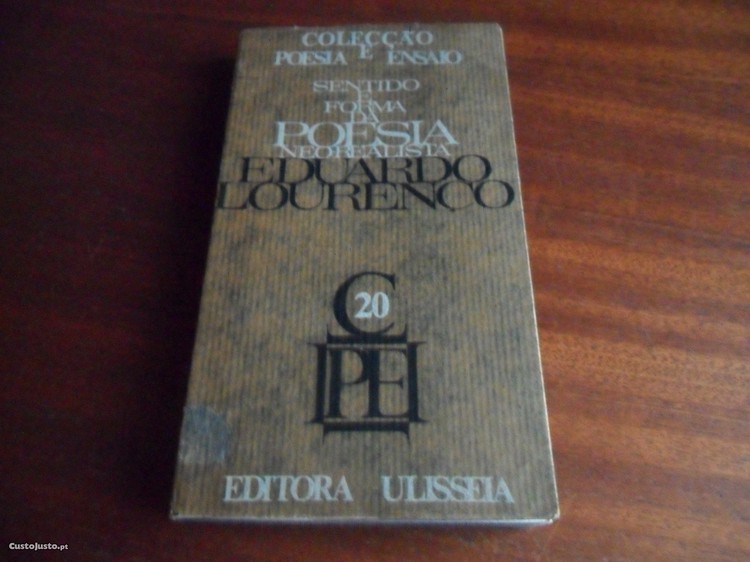 COLECÇÃO
POESIA E ENSAIO
SENTIDO
E
FORMA
DA
POESIA
NEOREALISTA
EDUARDO
LOURENÇO
C
20
PE
EDITORA ULISSEIA
CustoJusto.pt